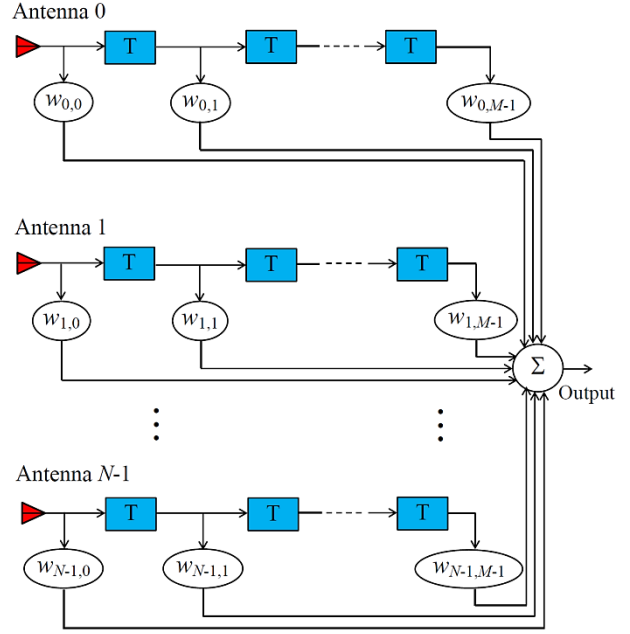 Antenna 0
T T T
w0,0 w0,1 w0,M-1
Antenna 1
T T T
w1,0 w1,1 w1,M-1
Σ
Output
Antenna N-1
T T T
wN-1,0 wN-1,1 wN-1,M-1